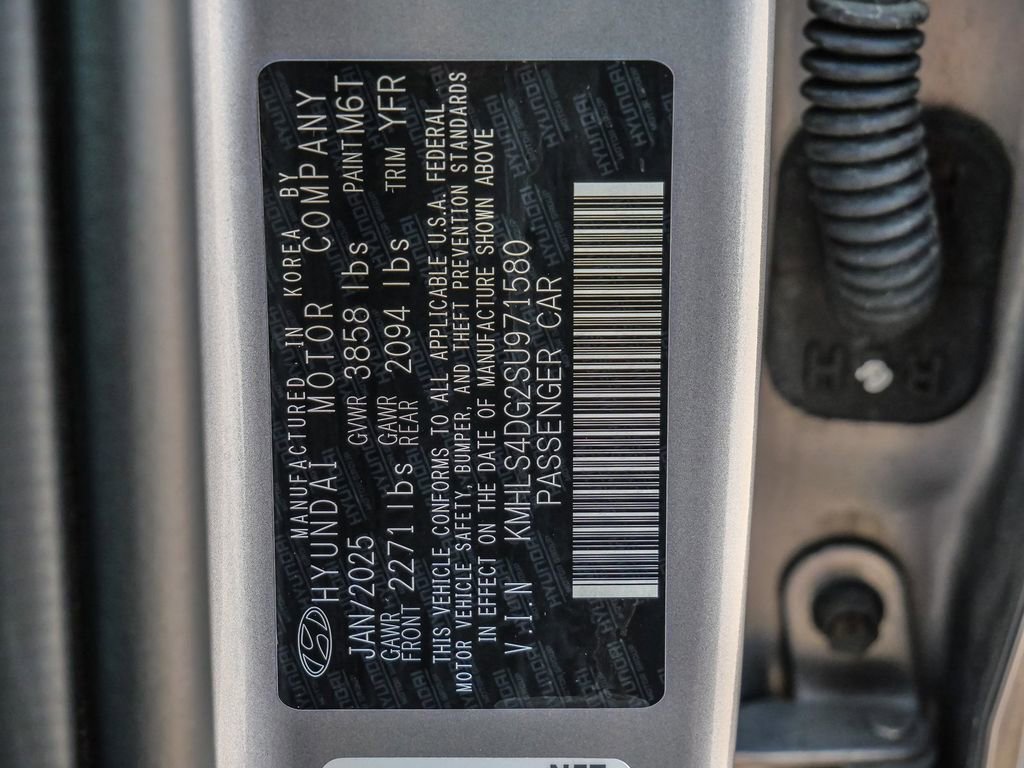 MANUFACTURED IN KOREA BY
HYUNDAI MOTOR COMPANY
JAN/2025 GVWR 3858 lbs PAINT M6T
GAWR FRONT 2271 lbs GAWR REAR 2094 lbs TRIM YFR
THIS VEHICLE CONFORMS TO ALL APPLICABLE U.S.A. FEDERAL
MOTOR VEHICLE SAFETY, BUMPER, AND THEFT PREVENTION STANDARDS
IN EFFECT ON THE DATE OF MANUFACTURE SHOWN ABOVE
V.I.N KMHLS4DG2SU971580
PASSENGER CAR
HYUNDAI